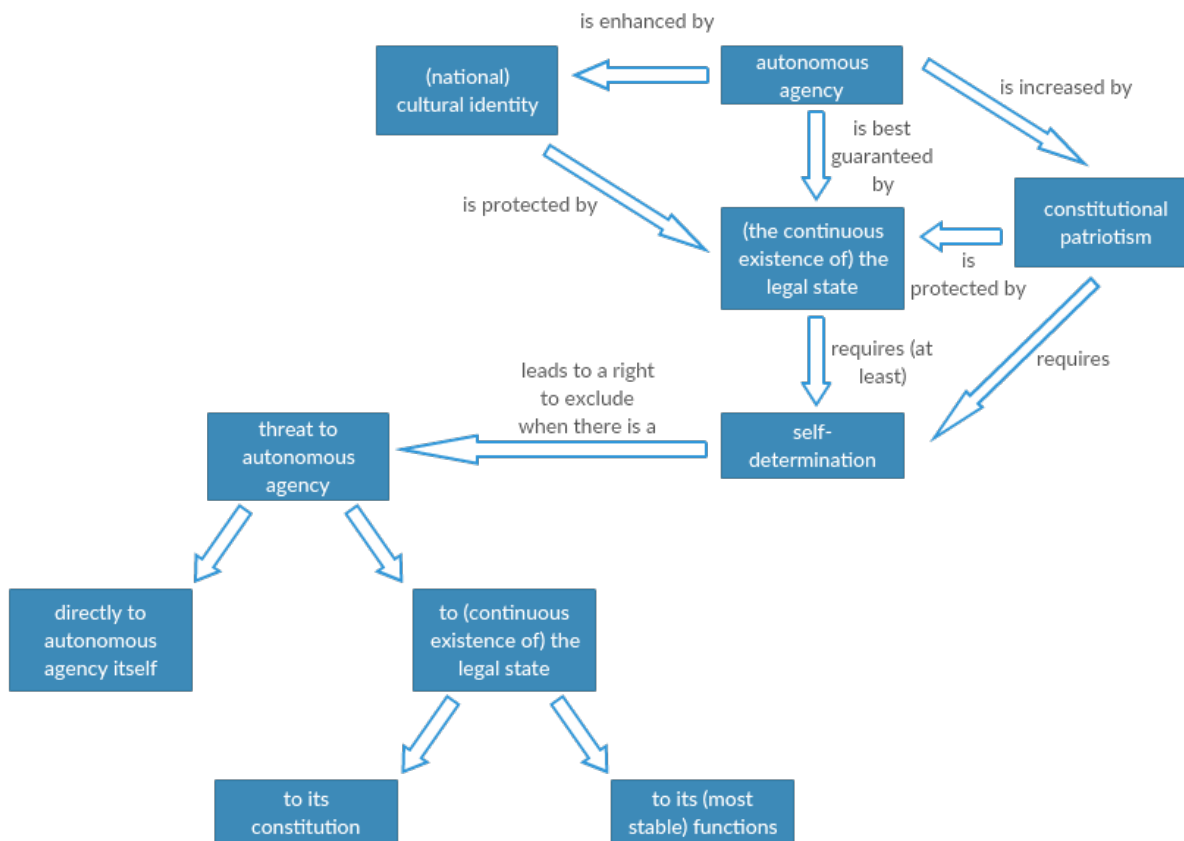 is enhanced by
(national)
cultural identity
autonomous
agency
is increased by
is best
guaranteed
by
is protected by
(the continuous
existence of) the
legal state
constitutional
patriotism
is
protected by
requires (at
least)
requires
leads to a right
to exclude
when there is a
threat to
autonomous
agency
self-
determination
directly to
autonomous
agency itself
to (continuous
existence of) the
legal state
to its
constitution
to its (most
stable) functions